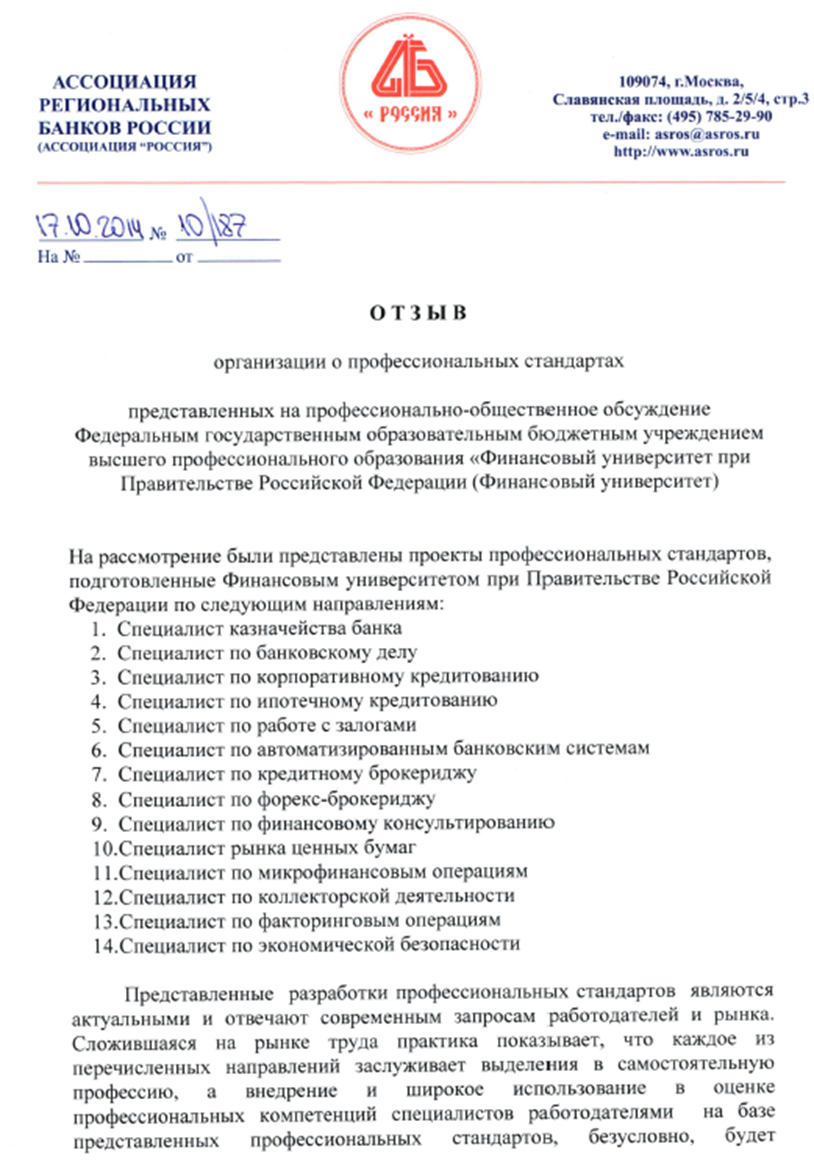 АССОЦИАЦИЯ
РЕГИОНАЛЬНЫХ
БАНКОВ РОССИИ
(АССОЦИАЦИЯ “РОССИЯ”)
« РОССИЯ »
109074, г.Москва,
Славянская площадь, д. 2/5/4, стр.3
тел./факс: (495) 785-29-90
e-mail: asros@asros.ru
http://www.asros.ru
17.10.2014 № 10/187
На № __________ от __________
О Т З Ы В
организации о профессиональных стандартах
представленных на профессионально-общественное обсуждение
Федеральным государственным образовательным бюджетным учреждением
высшего профессионального образования «Финансовый университет при
Правительстве Российской Федерации (Финансовый университет)
На рассмотрение были представлены проекты профессиональных стандартов,
подготовленные Финансовым университетом при Правительстве Российской
Федерации по следующим направлениям:
1. Специалист казначейства банка
2. Специалист по банковскому делу
3. Специалист по корпоративному кредитованию
4. Специалист по ипотечному кредитованию
5. Специалист по работе с залогами
6. Специалист по автоматизированным банковским системам
7. Специалист по кредитному брокериджу
8. Специалист по форекс-брокериджу
9. Специалист по финансовому консультированию
10.Специалист рынка ценных бумаг
11.Специалист по микрофинансовым операциям
12.Специалист по коллекторской деятельности
13.Специалист по факторинговым операциям
14.Специалист по экономической безопасности
Представленные разработки профессиональных стандартов являются
актуальными и отвечают современным запросам работодателей и рынка.
Сложившаяся на рынке труда практика показывает, что каждое из
перечисленных направлений заслуживает выделения в самостоятельную
профессию, а внедрение и широкое использование в оценке
профессиональных компетенций специалистов работодателями на базе
представленных профессиональных стандартов, безусловно, будет